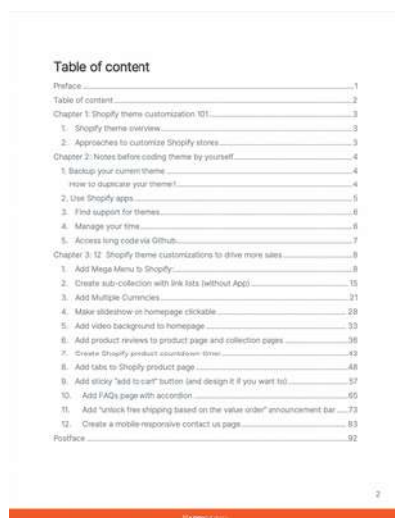 Table of content
Preface 1
Table of content 2
Chapter 1: Shopify theme customization 101 3
1. Shopify theme overview 3
2. Approaches to customize Shopify stores 3
Chapter 2: Notes before coding theme by yourself 4
1. Backup your current theme 4
How to duplicate your theme? 4
2. Use Shopify apps 5
3. Find support for themes 6
4. Manage your time 6
5. Access long code via Github 7
Chapter 3: 12 Shopify theme customizations to drive more sales 8
1. Add Mega Menu to Shopify: 8
2. Create sub-collection with link lists (without App) 15
3. Add Multiple Currencies 21
4. Make slideshow on homepage clickable 28
5. Add video background to homepage 33
6. Add product reviews to product page and collection pages 36
7. Create Shopify product countdown timer 43
8. Add tabs to Shopify product page 48
9. Add sticky "add to cart" button (and design it if you want to) 57
10. Add FAQs page with accordion 65
11. Add "unlock free shipping based on the value order" announcement bar 73
12. Create a mobile responsive contact us page 83
Postface 92
2